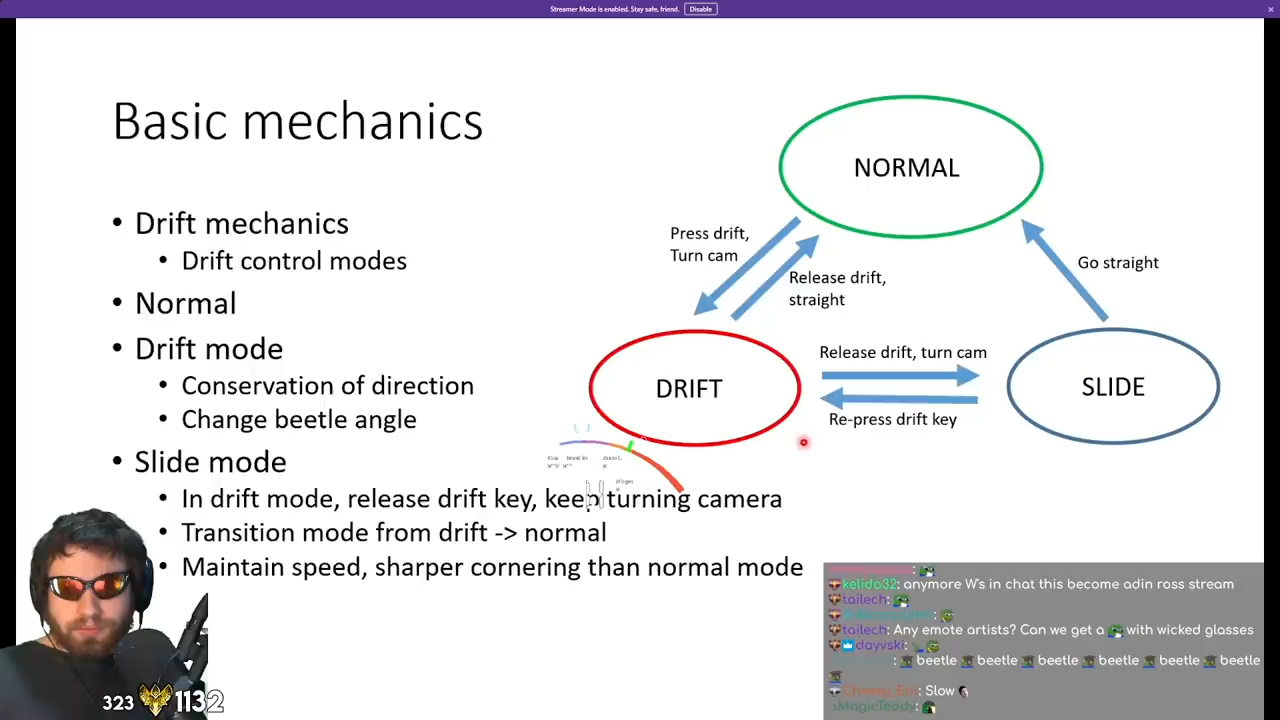 Streamer Mode is enabled. Stay safe, friend. Disable
Basic mechanics
• Drift mechanics
• Drift control modes
• Normal
• Drift mode
• Conservation of direction
• Change beetle angle
• Slide mode
• In drift mode, release drift key, keep turning camera
• Transition mode from drift -> normal
• Maintain speed, sharper cornering than normal mode
NORMAL
Press drift,
Turn cam
Release drift,
straight
Go straight
DRIFT
Release drift, turn cam
Re-press drift key
SLIDE
kelida32: anymore W's in chat this become adin ross stream
tailech:
tailech: Any emote artists? Can we get a with wicked glasses
dayvski:
: beetle beetle beetle beetle beetle beetle
: Slow
MagicTeddy:
323 1132